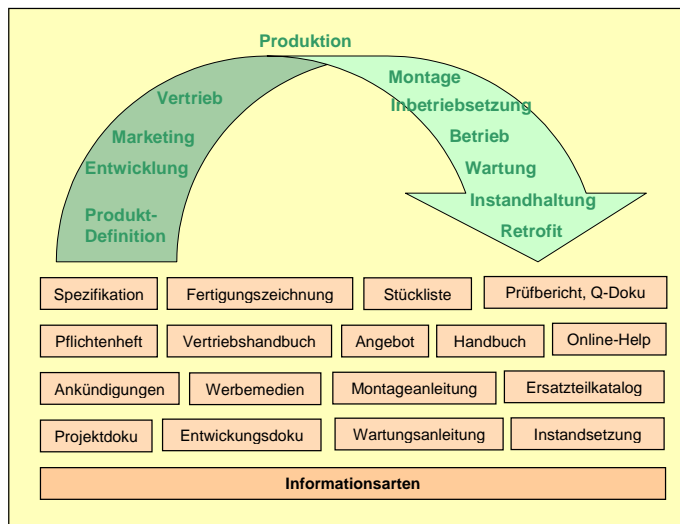 Produktion
Vertrieb
Marketing
Entwicklung
Produkt-
Definition
Montage
Inbetriebsetzung
Betrieb
Wartung
Instandhaltung
Retrofit
Spezifikation
Fertigungszeichnung
Stückliste
Prüfbericht, Q-Doku
Pflichtenheft
Vertriebshandbuch
Angebot
Handbuch
Online-Help
Ankündigungen
Werbemedien
Montageanleitung
Ersatzteilkatalog
Projektdoku
Entwickungsdoku
Wartungsanleitung
Instandsetzung
Informationsarten